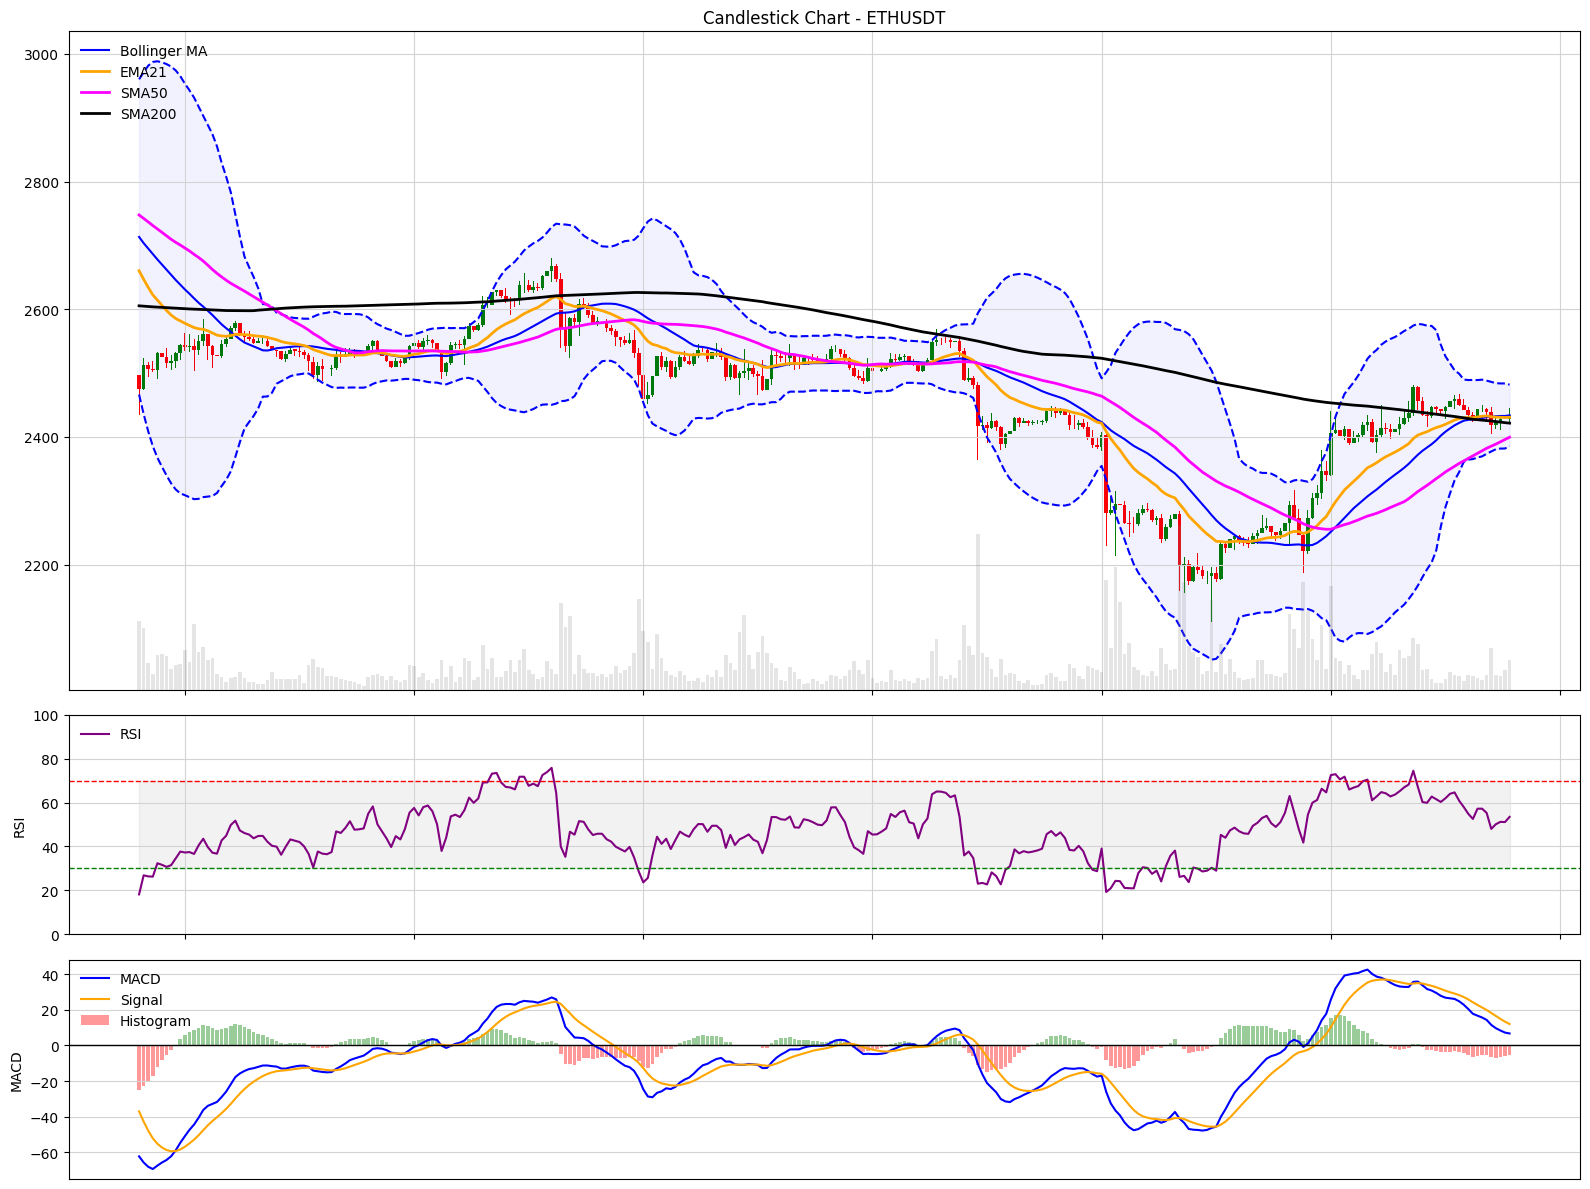 Candlestick Chart - ETHUSDT
Bollinger MA
EMA21
SMA50
SMA200
3000
2800
2600
2400
2200
RSI
100
80
60
40
20
0
RSI
MACD
Signal
Histogram
40
20
0
−20
−40
−60
MACD